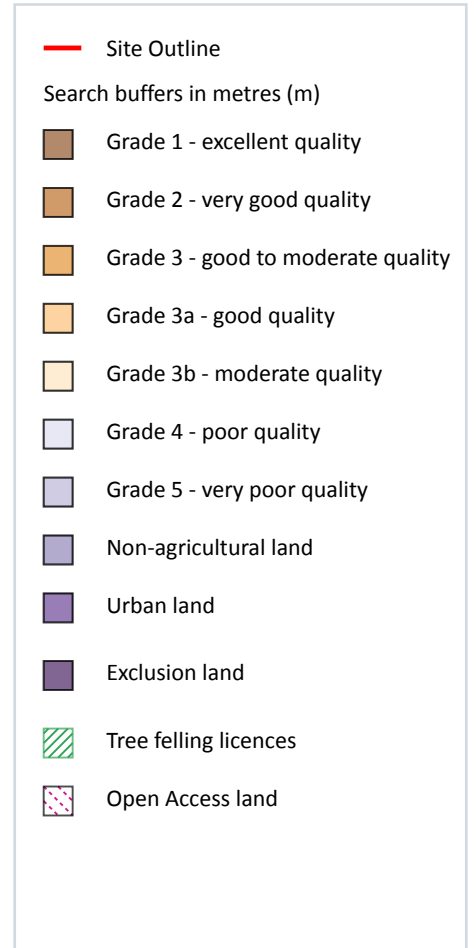 Site Outline
Search buffers in metres (m)
Grade 1 - excellent quality
Grade 2 - very good quality
Grade 3 - good to moderate quality
Grade 3a - good quality
Grade 3b - moderate quality
Grade 4 - poor quality
Grade 5 - very poor quality
Non-agricultural land
Urban land
Exclusion land
Tree felling licences
Open Access land